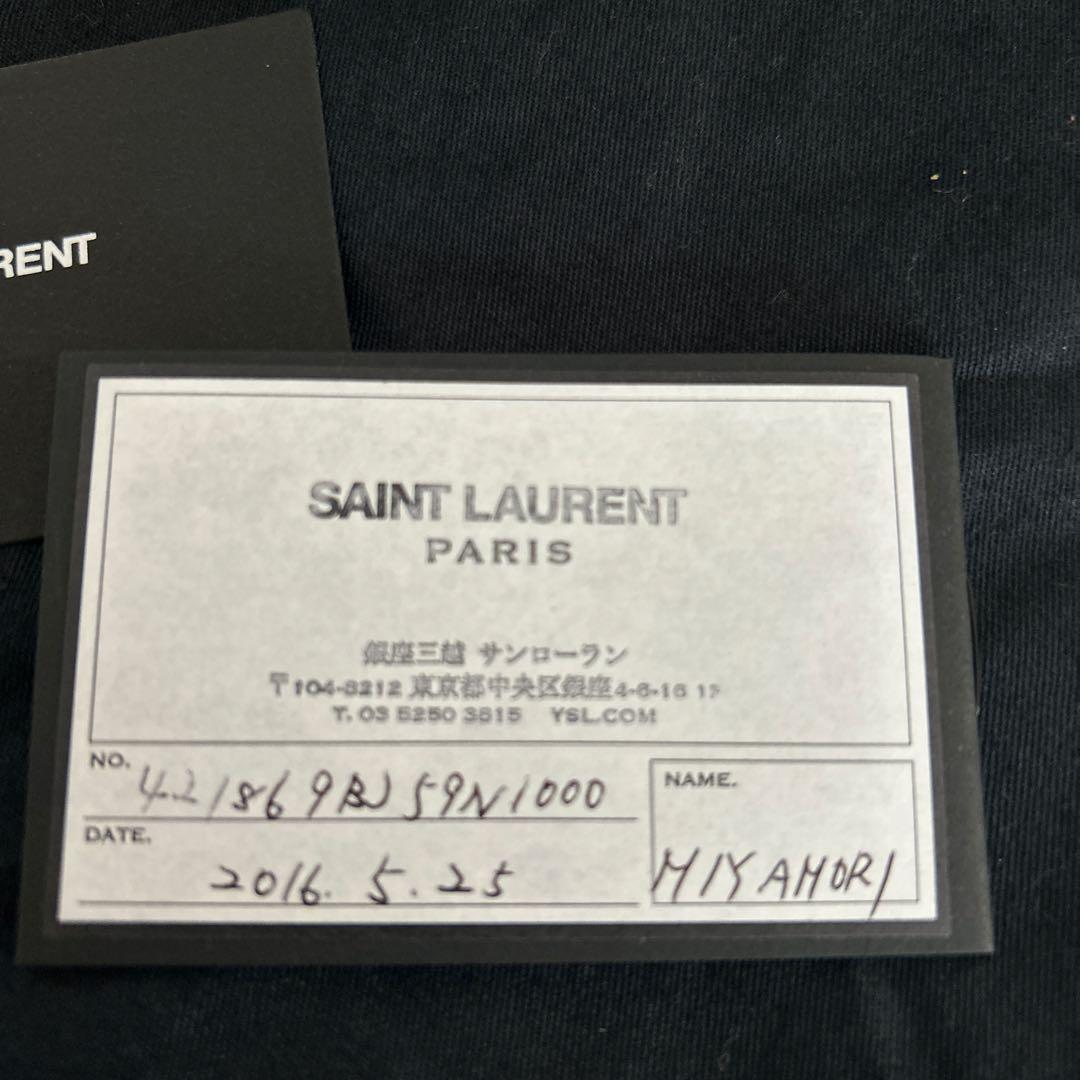 RENT
SAINT LAURENT
PARIS
銀座三越 サンローラン
〒104-8212 東京都中央区銀座4-6-16
T. 03 5250 3815 YSL.COM
NO. 421869BJ59N1000
DATE. 2016. 5. 25
NAME. MIYAMORI